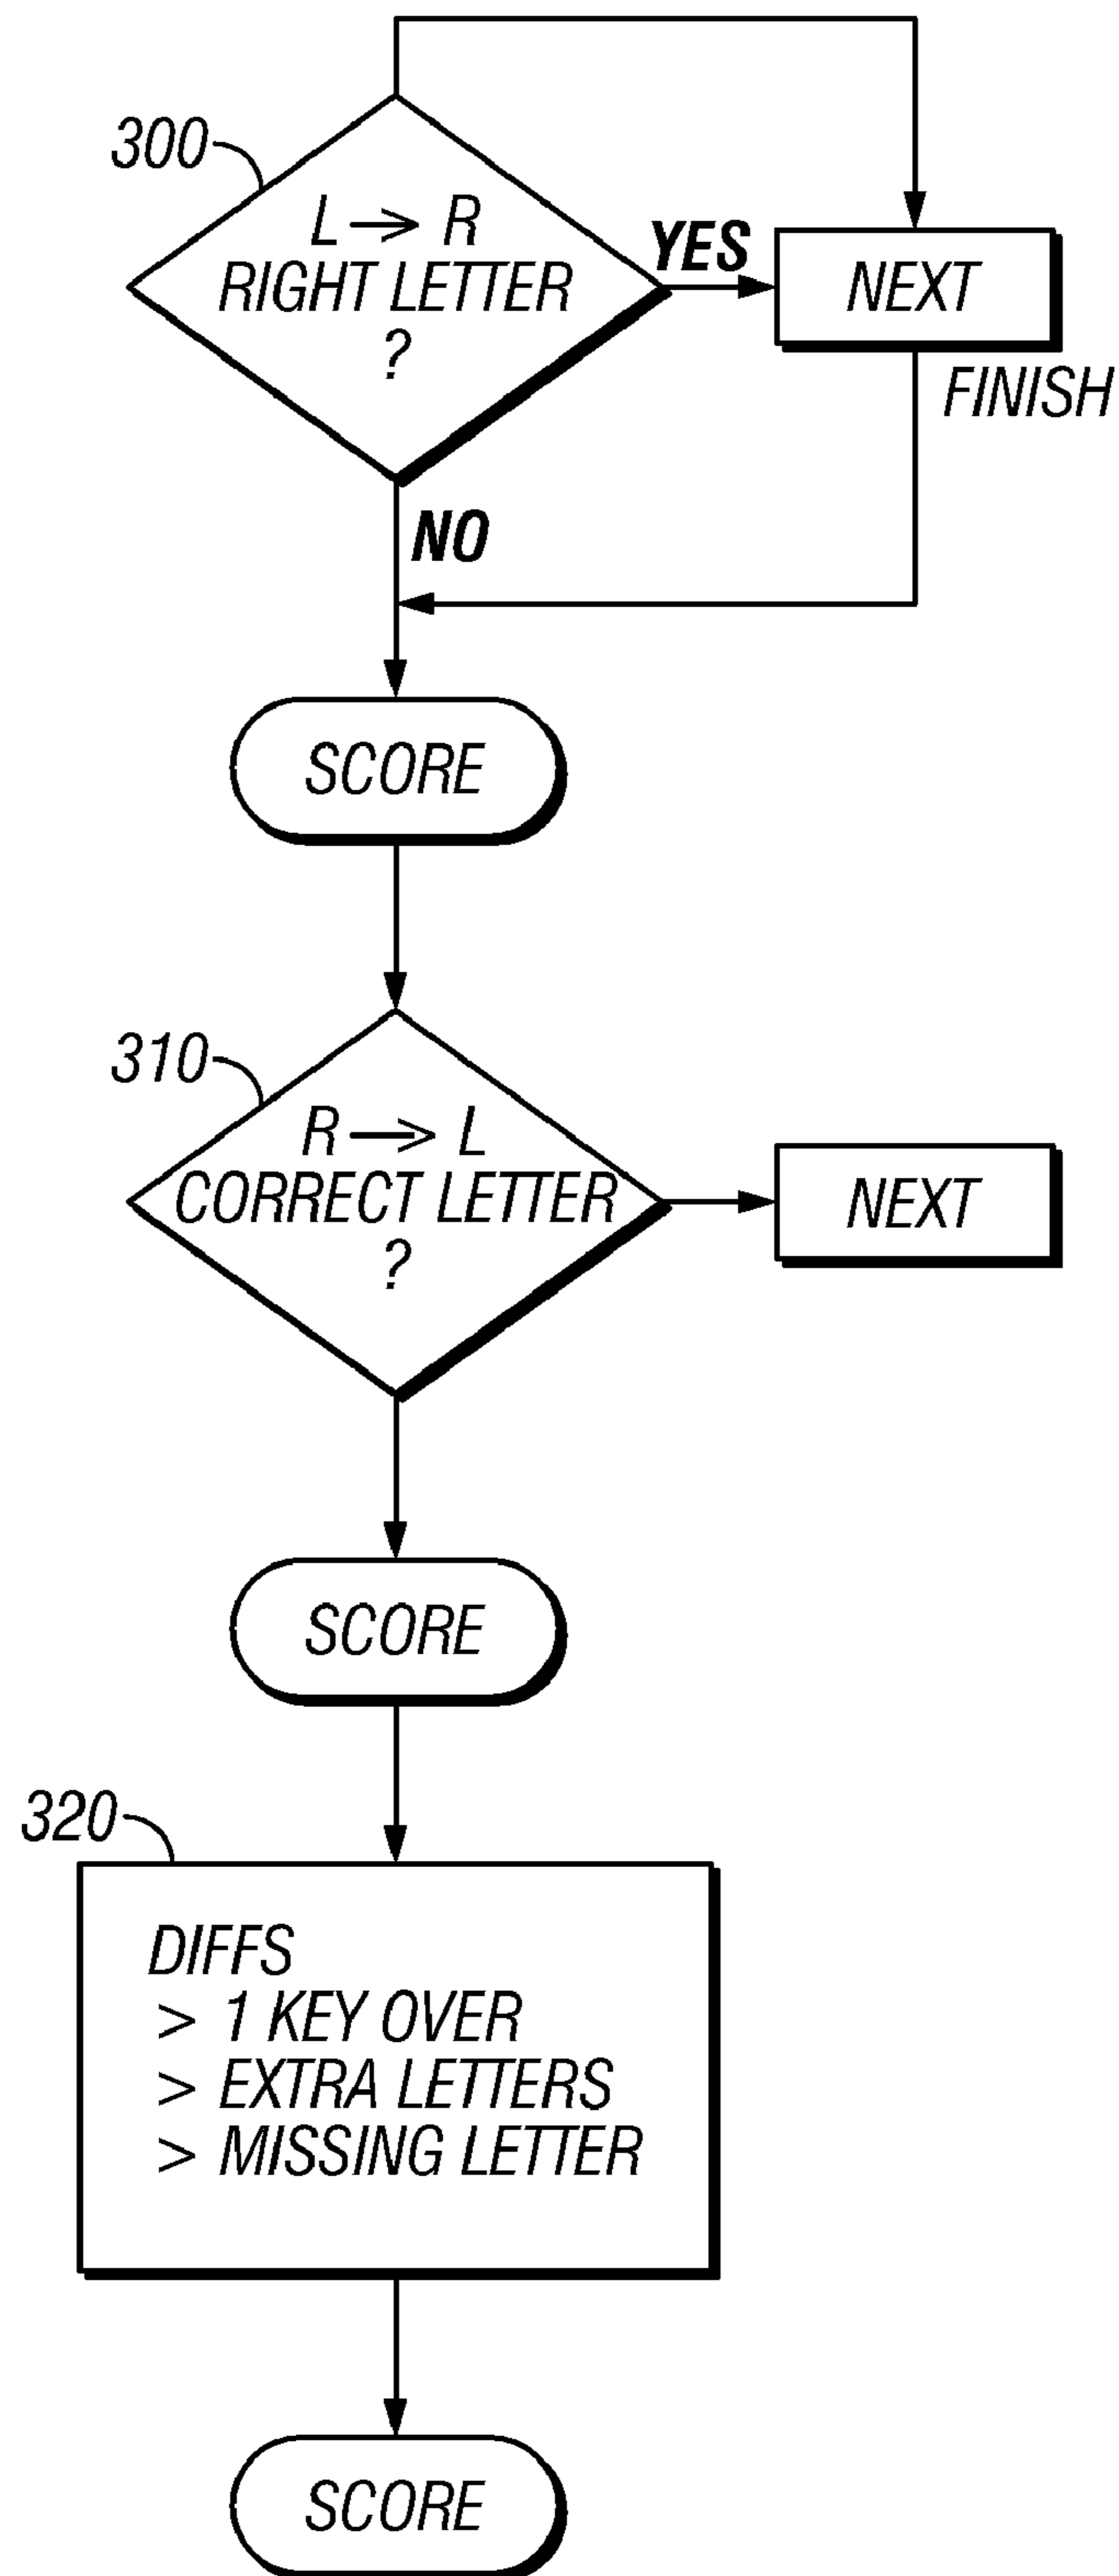 300
L → R
RIGHT LETTER
?
YES
NEXT
FINISH
NO
SCORE
310
R → L
CORRECT LETTER
?
NEXT
SCORE
320
DIFFS
> 1 KEY OVER
> EXTRA LETTERS
> MISSING LETTER
SCORE